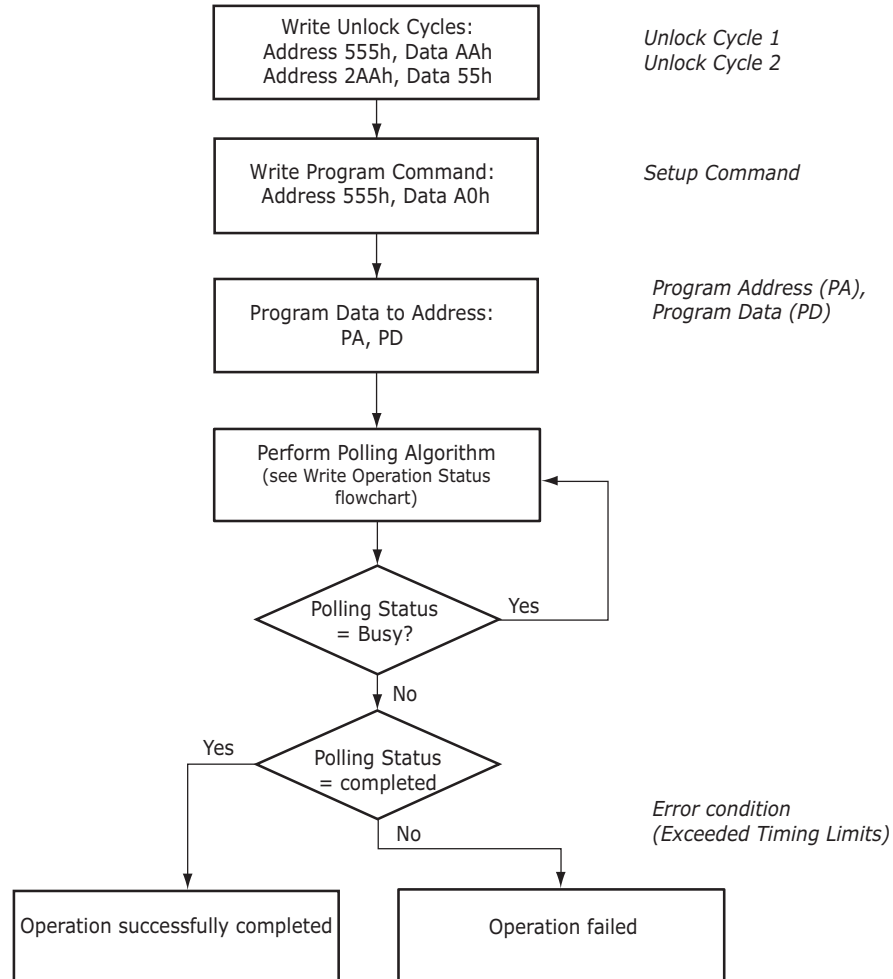 Write Unlock Cycles:
Address 555h, Data AAh
Address 2AAh, Data 55h
Unlock Cycle 1
Unlock Cycle 2
Write Program Command:
Address 555h, Data A0h
Setup Command
Program Data to Address:
PA, PD
Program Address (PA),
Program Data (PD)
Perform Polling Algorithm
(see Write Operation Status
flowchart)
Polling Status
= Busy?
Yes
No
Polling Status
= completed
Yes
No
Error condition
(Exceeded Timing Limits)
Operation successfully completed
Operation failed